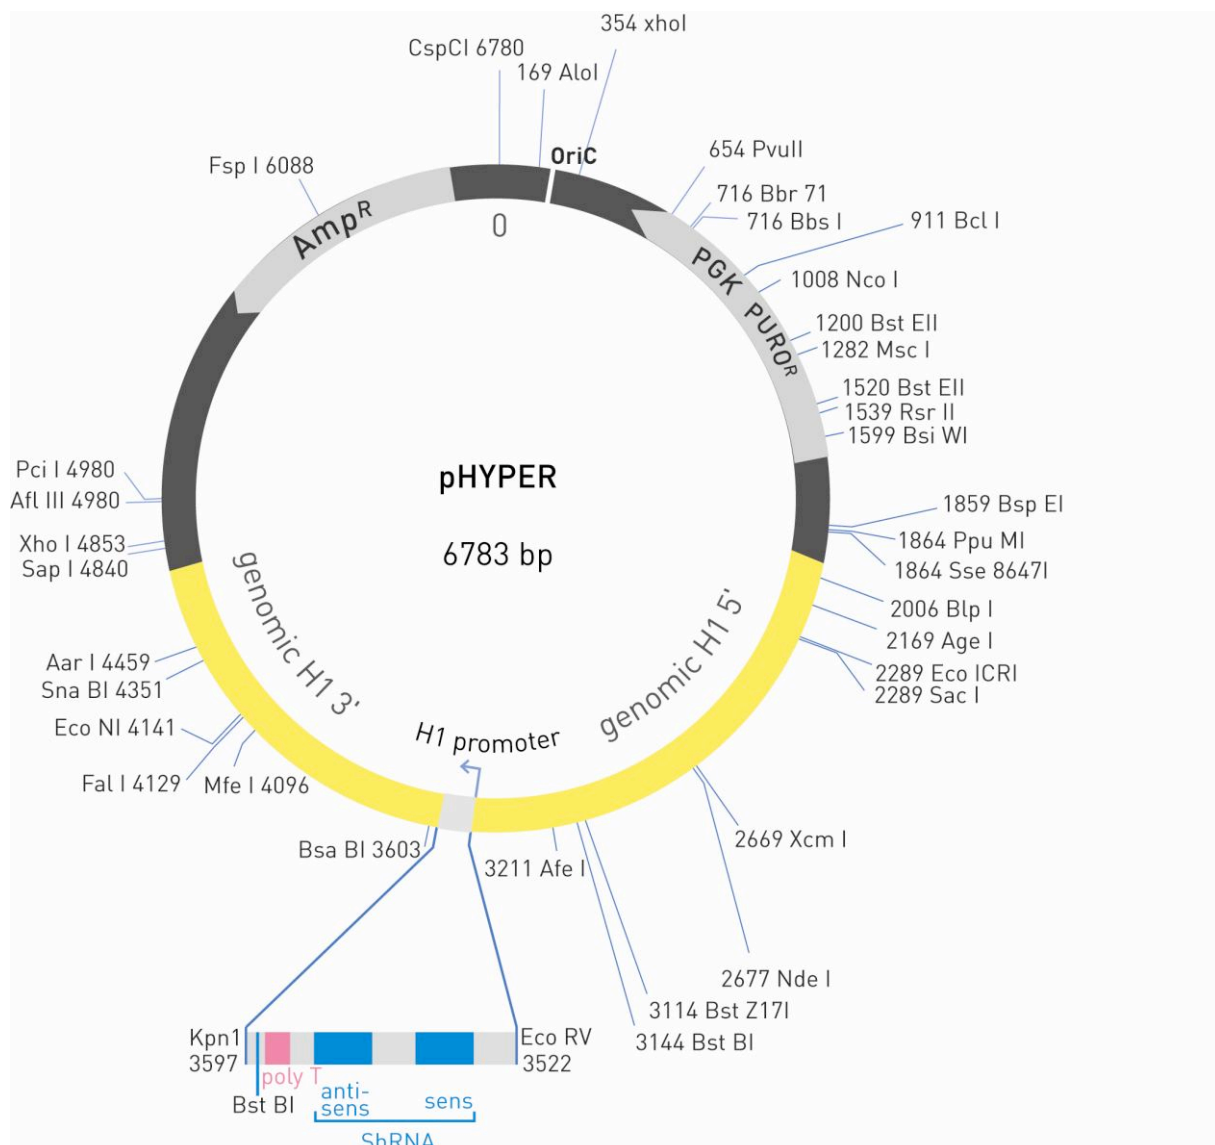 354 xhoI
CspCI 6780
169 AloI
OriC
654 PvuII
Fsp I 6088
716 Bbr 71
AmpR
716 Bbs I
911 Bcl I
0
PGK PUROR
1008 Nco I
1200 Bst EII
1282 Msc I
1520 Bst EII
1539 Rsr II
1599 Bsi WI
Pci I 4980
pHYPER
Afl III 4980
1859 Bsp EI
Xho I 4853
1864 Ppu MI
6783 bp
Sap I 4840
1864 Sse 8647I
2006 Blp I
genomic H1 3'
genomic H1 5'
2169 Age I
Aar I 4459
2289 Eco ICRI
Sna BI 4351
2289 Sac I
Eco NI 4141
H1 promoter
Fal I 4129
Mfe I 4096
2669 Xcm I
Bsa BI 3603
3211 Afe I
2677 Nde I
3114 Bst Z17I
3144 Bst BI
Kpn1
3597
Eco RV
3522
poly T
Bst BI
anti-
sens
sens
ShRNA